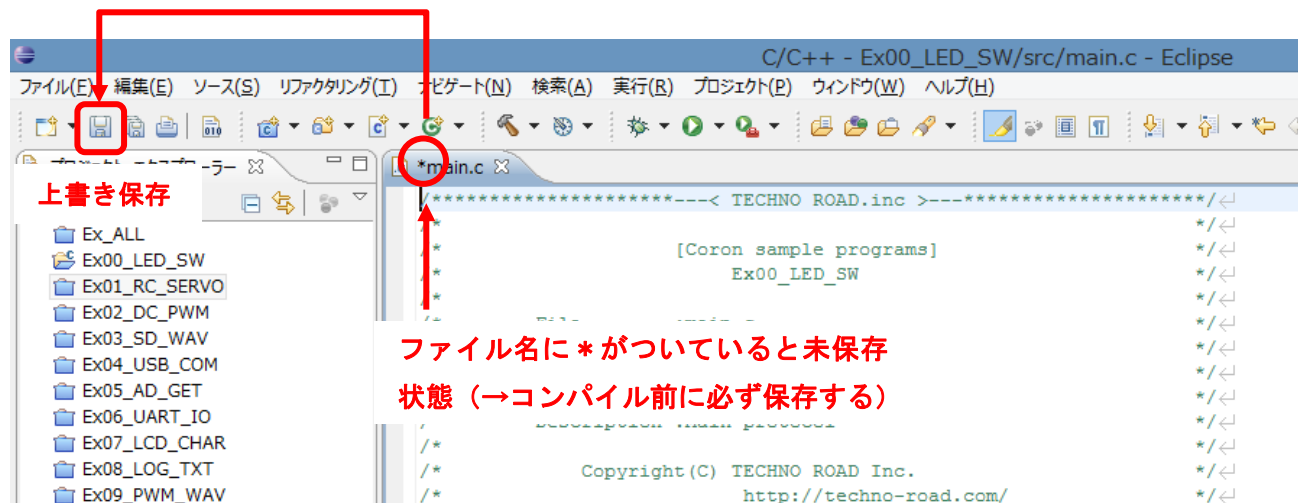 C/C++ - Ex00_LED_SW/src/main.c - Eclipse
ファイル(F) 編集(E) ソース(S) リファクタリング(T) ナビゲート(N) 検索(A) 実行(R) プロジェクト(P) ウィンドウ(W) ヘルプ(H)
*main.c
上書き保存
Ex_ALL
Ex00_LED_SW
Ex01_RC_SERVO
Ex02_DC_PWM
Ex03_SD_WAV
Ex04_USB_COM
Ex05_AD_GET
Ex06_UART_IO
Ex07_LCD_CHAR
Ex08_LOG_TXT
Ex09_PWM_WAV
/**********************---< TECHNO ROAD.inc >---**********************/
/* */
/* [Coron sample programs] */
/* Ex00_LED_SW */
/* */
*/
ファイル名に＊がついていると未保存
状態（→コンパイル前に必ず保存する）
*/
*/
*/
*/
/* */
/* Copyright(C) TECHNO ROAD Inc. */
/* http://techno-road.com/ */